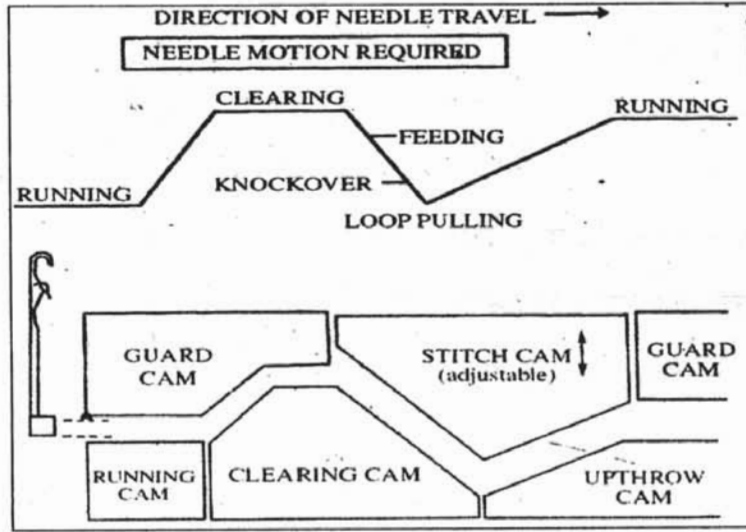 DIRECTION OF NEEDLE TRAVEL
NEEDLE MOTION REQUIRED
CLEARING
RUNNING
FEEDING
KNOCKOVER
RUNNING
LOOP PULLING
GUARD
CAM
STITCH CAM
(adjustable)
GUARD
CAM
RUNNING
CAM
CLEARING CAM
UPTHROW
CAM